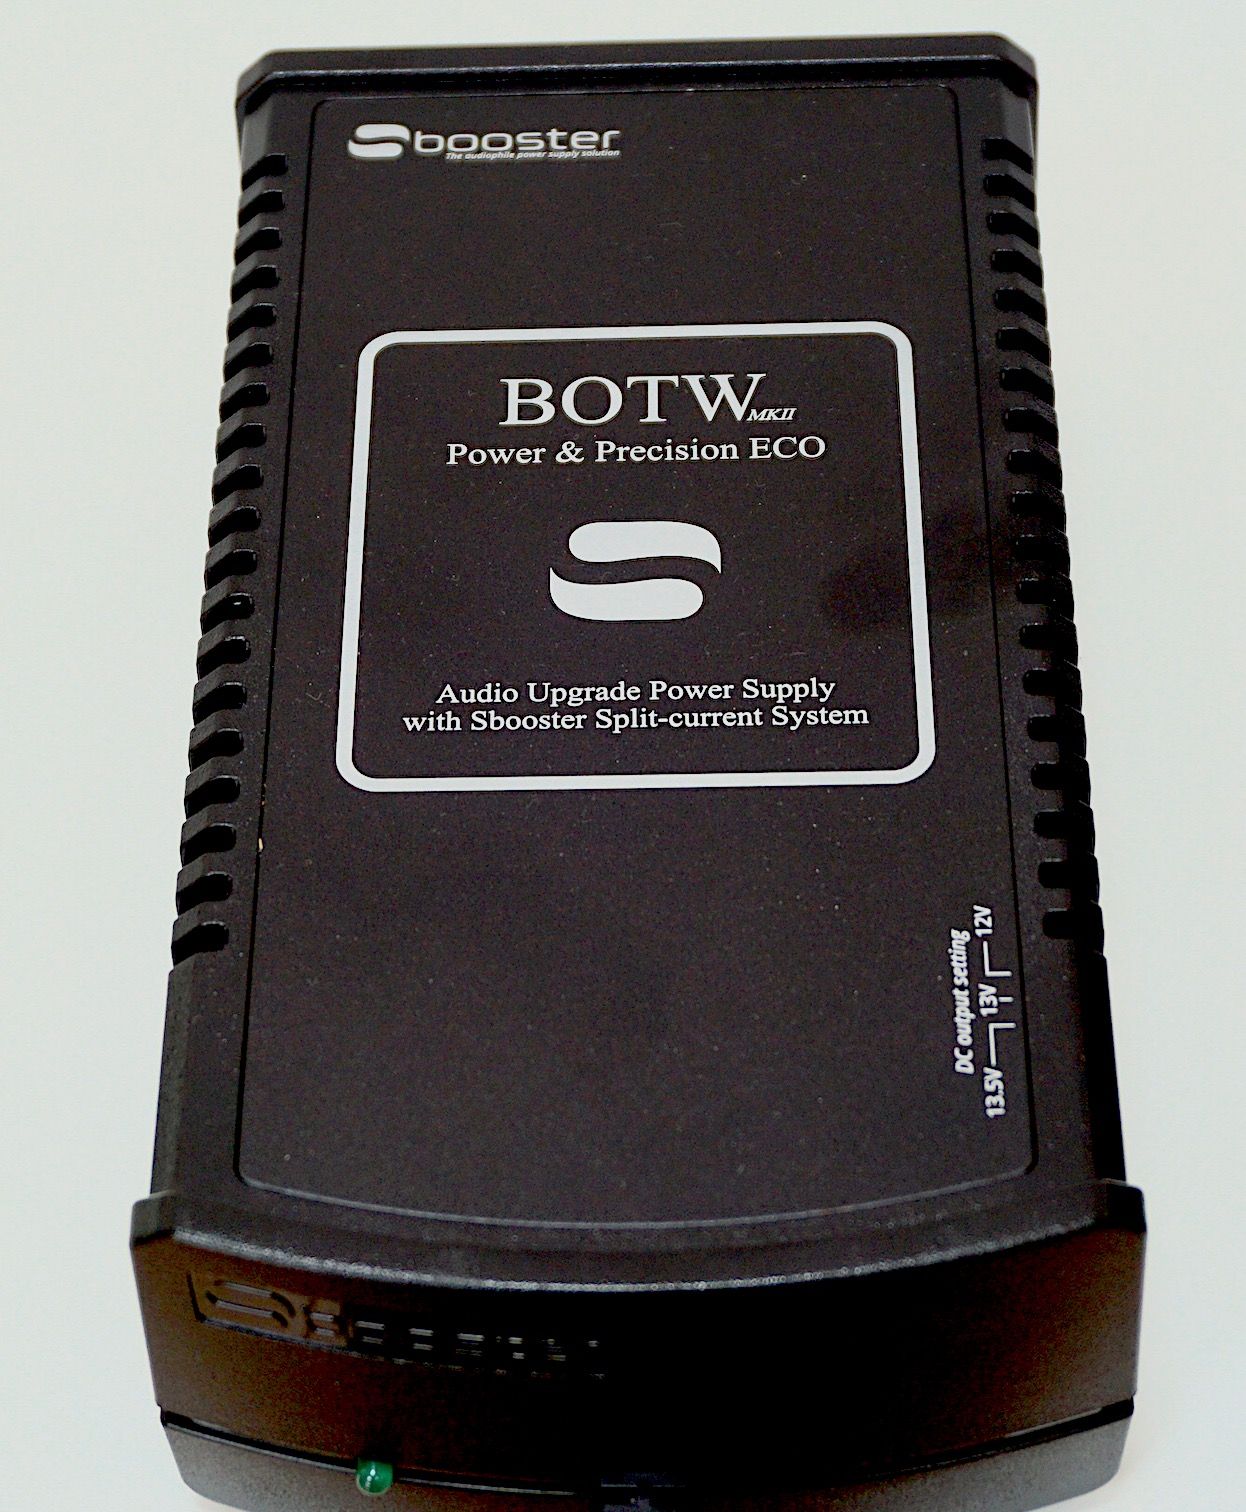 Sbooster
The audiophile power supply solution
BOTW MKII
Power & Precision ECO
Audio Upgrade Power Supply
with Sbooster Split-current System
DC output setting
13.5V 13V 12V
Sbooster